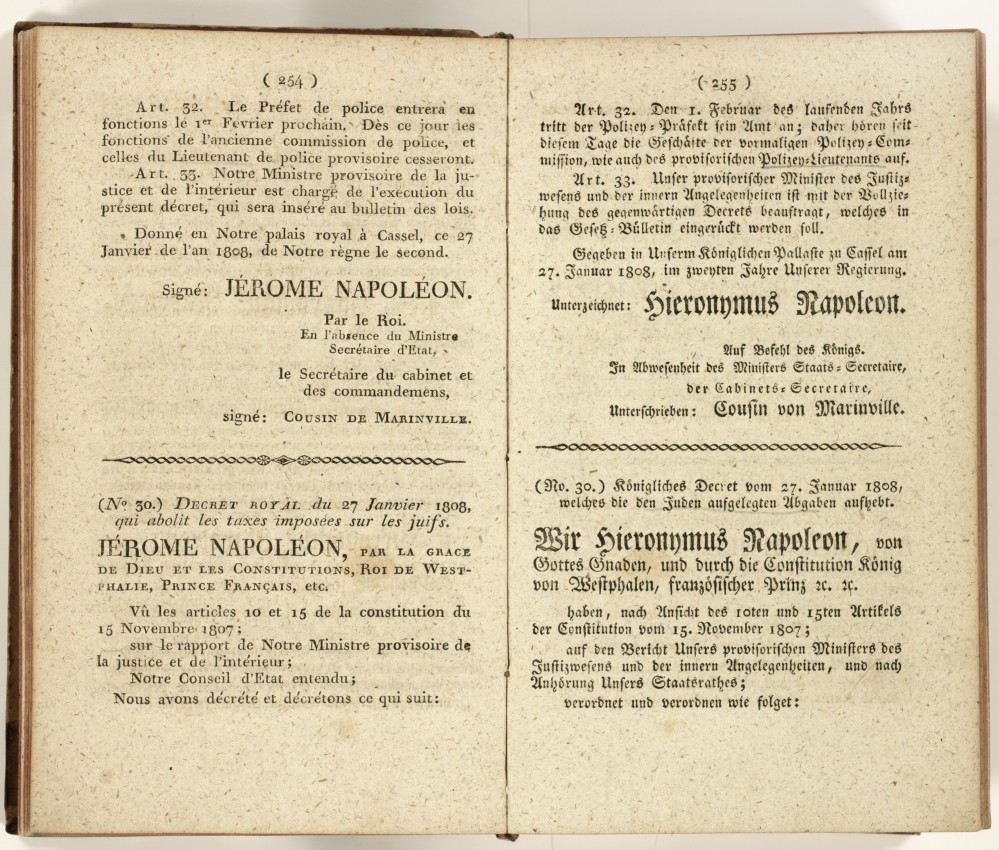 ( 254 )
Art. 32. Le Préfet de police entrera en
fonctions le 1er Fevrier prochain. Dès ce jour les
fonctions de l'ancienne commission de police, et
celles du Lieutenant de police provisoire cesseront.
Art. 33. Notre Ministre provisoire de la ju-
stice et de l'intérieur est chargé de l'execution du
présent décret, qui sera inséré au bulletin des lois.
Donné en Notre palais royal à Cassel, ce 27
Janvier de l'an 1808, de Notre règne le second.
Signé: JÉROME NAPOLÉON.
Par le Roi.
En l'absence du Ministre
Secrétaire d'Etat,
le Secrétaire du cabinet et
des commandemens,
signé: COUSIN DE MARINVILLE.
(No 30.) DECRET ROYAL du 27 Janvier 1808,
qui abolit les taxes imposées sur les juifs.
JÉROME NAPOLÉON, PAR LA GRACE
DE DIEU ET LES CONSTITUTIONS, ROI DE WEST-
PHALIE, PRINCE FRANÇAIS, etc.
Vû les articles 10 et 15 de la constitution du
15 Novembre 1807;
sur le rapport de Notre Ministre provisoire de
la justice et de l'intérieur;
Notre Conseil d'Etat entendu;
Nous avons décrété et décrétons ce qui suit:
( 255 )
Art. 32. Den 1. Februar des laufenden Jahrs
tritt der Polizey-Präfekt sein Amt an; daher hören seit
diesem Tage die Geschäfte der vormaligen Polizey-Com-
mission, wie auch des provisorischen Polizey-Lieutenants auf.
Art. 33. Unser provisorischer Minister des Justiz-
wesens und der innern Angelegenheiten ist mit der Vollzie-
hung des gegenwärtigen Decrets beauftragt, welches in
das Gesetz-Bülletin eingerückt werden soll.
Gegeben in Unserm Königlichen Pallaste zu Cassel am
27. Januar 1808, im zweyten Jahre Unserer Regierung.
Unterzeichnet: Hieronymus Napoleon.
Auf Befehl des Königs.
In Abwesenheit des Ministers Staats-Secretaire,
der Cabinets-Secretaire,
Unterschrieben: Cousin von Marinville.
(No. 30.) Königliches Decret vom 27. Januar 1808,
welches die den Juden aufgelegten Abgaben aufhebt.
Wir Hieronymus Napoleon, von
Gottes Gnaden, und durch die Constitution König
von Westphalen, französischer Prinz ꝛc. ꝛc.
haben, nach Ansicht des 10ten und 15ten Artikels
der Constitution vom 15. November 1807;
auf den Bericht Unsers provisorischen Ministers des
Justizwesens und der innern Angelegenheiten, und nach
Anhörung Unsers Staatsrathes;
verordnet und verordnen wie folget: